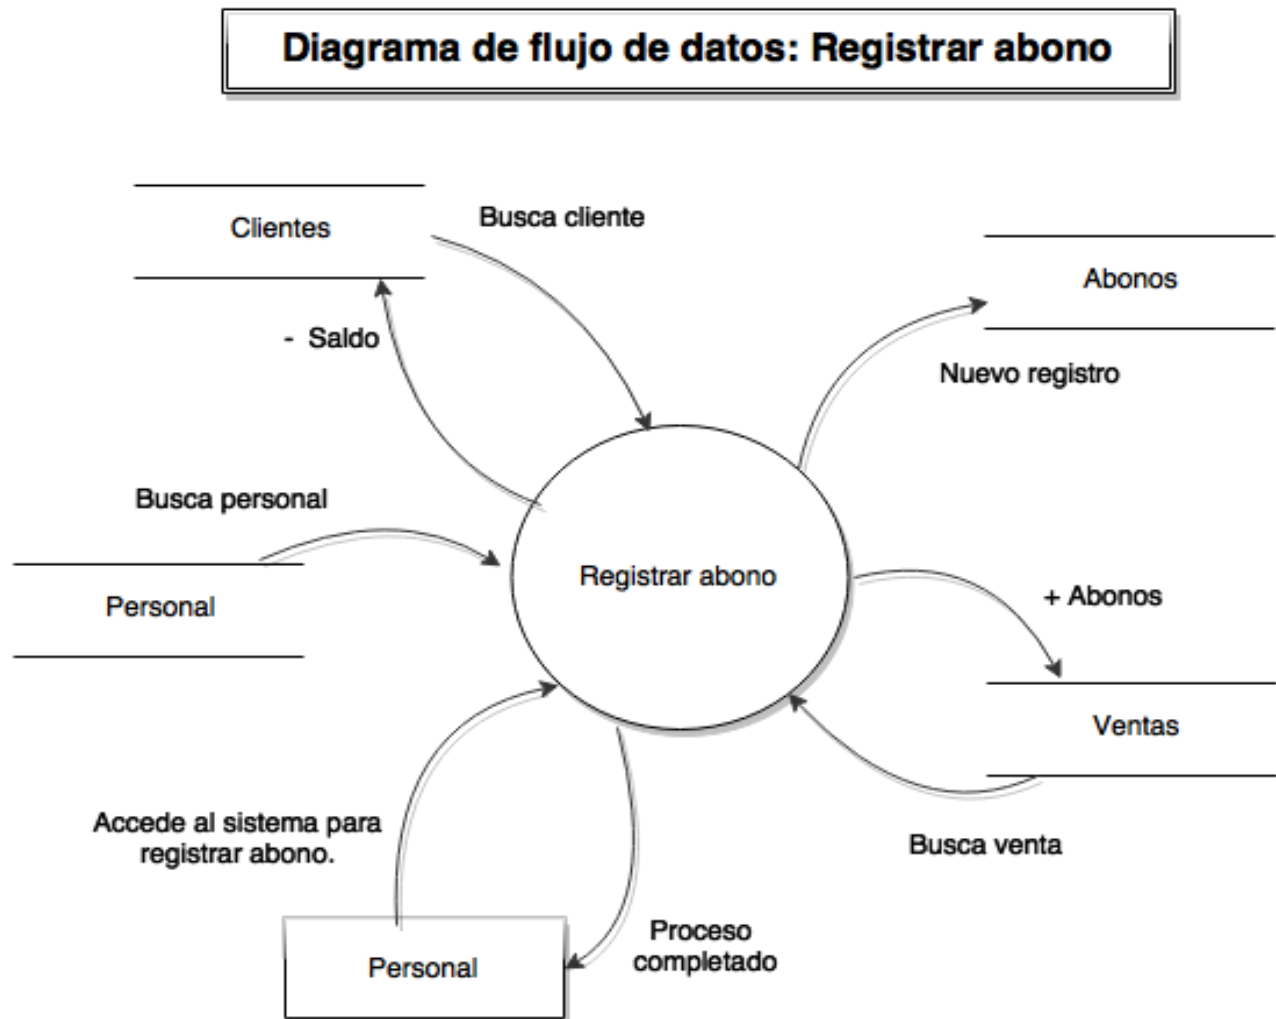 Diagrama de flujo de datos: Registrar abono
Clientes
Busca cliente
Abonos
- Saldo
Nuevo registro
Busca personal
Registrar abono
Personal
+ Abonos
Ventas
Accede al sistema para
registrar abono.
Busca venta
Proceso
completado
Personal